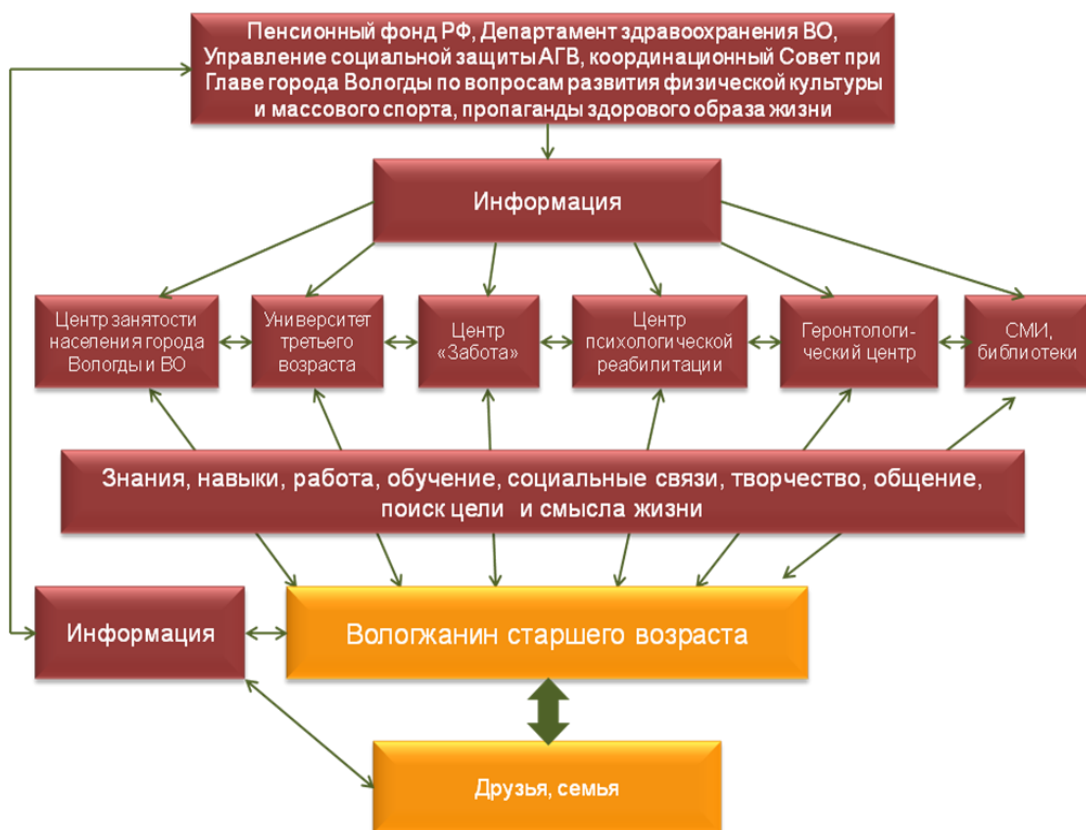 Пенсионный фонд РФ, Департамент здравоохранения ВО,
Управление социальной защиты АГВ, координационный Совет при
Главе города Вологды по вопросам развития физической культуры
и массового спорта, пропаганды здорового образа жизни
Информация
Центр занятости
населения города
Вологды и ВО
Университет
третьего
возраста
Центр
«Забота»
Центр
психологической
реабилитации
Геронтологи-
ческий центр
СМИ,
библиотеки
Знания, навыки, работа, обучение, социальные связи, творчество, общение,
поиск цели и смысла жизни
Информация
Вологжанин старшего возраста
Друзья, семья